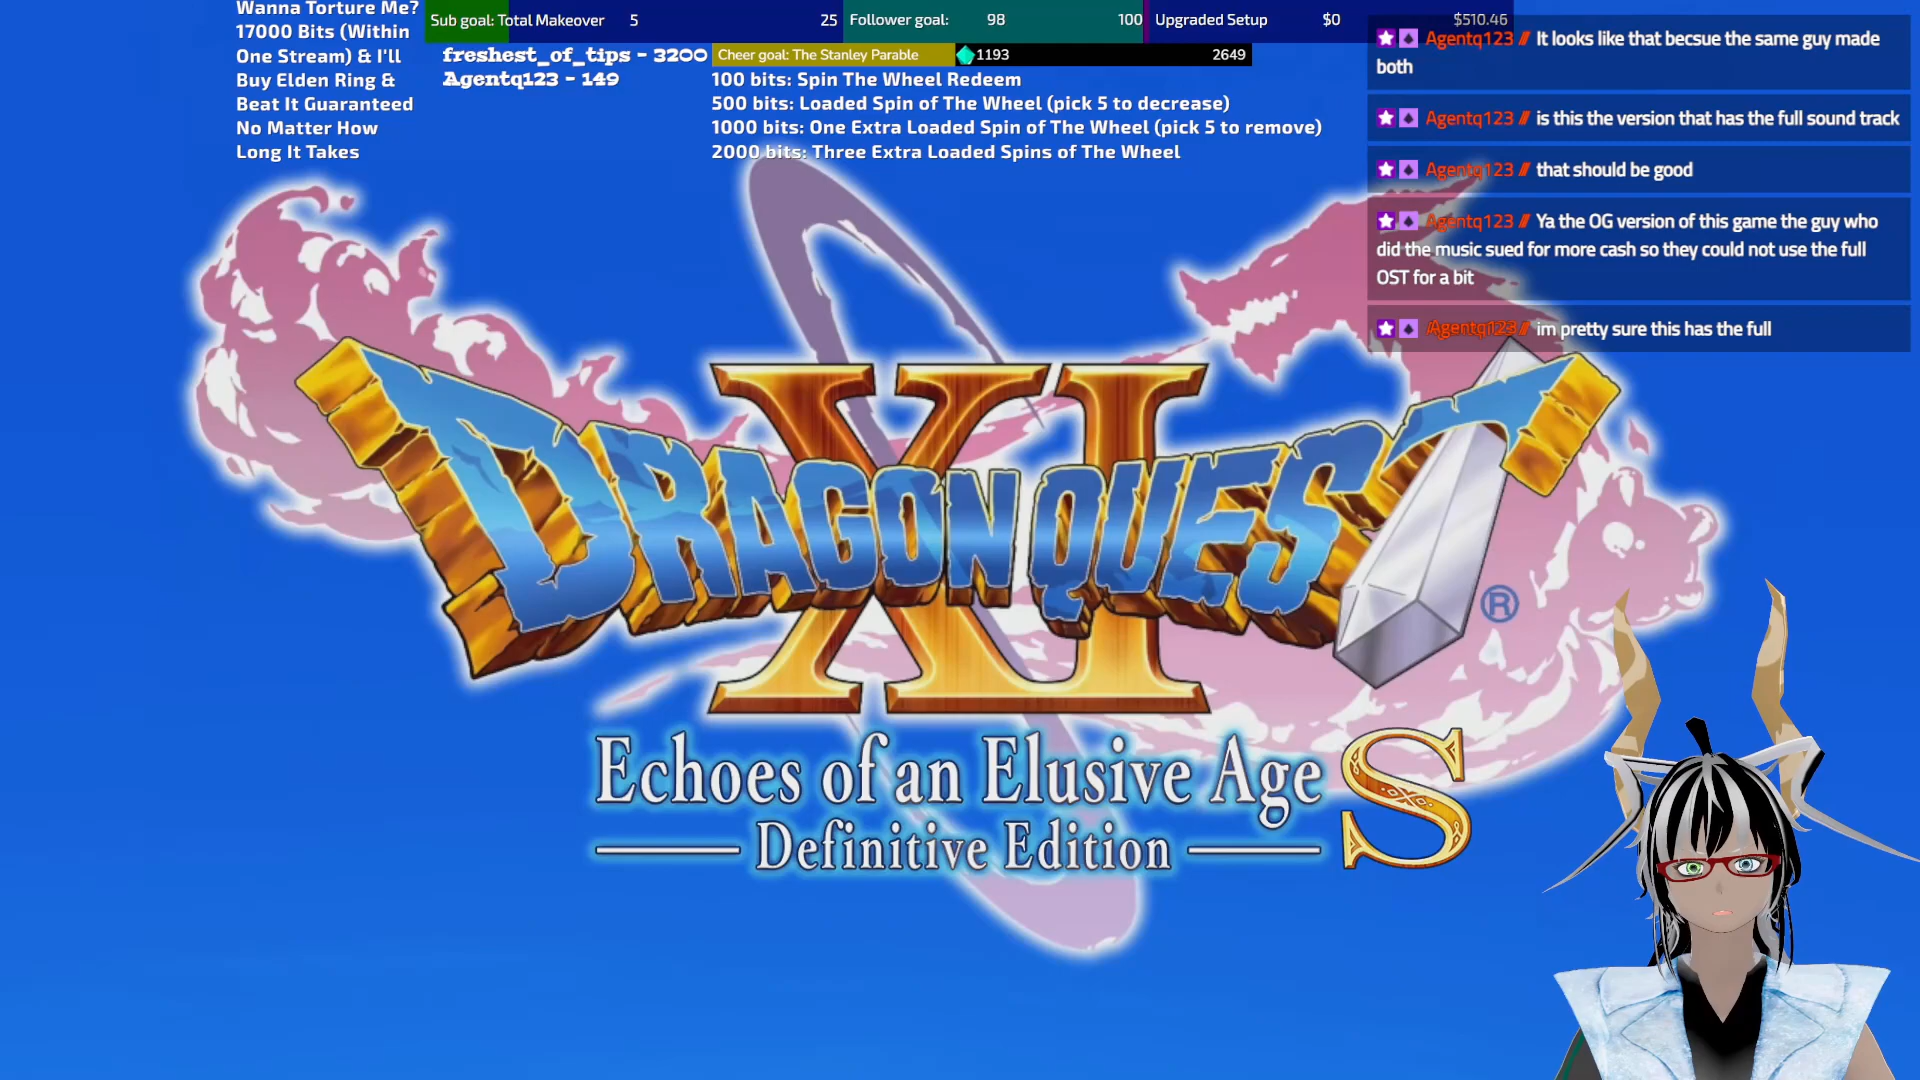 Wanna Torture Me?
17000 Bits (Within
One Stream) & I'll
Buy Elden Ring &
Beat It Guaranteed
No Matter How
Long It Takes
Sub goal: Total Makeover 5 25
Follower goal: 98 100
Upgraded Setup $0 $510.46
freshest_of_tips - 3200
Agentq123 - 149
Cheer goal: The Stanley Parable 1193 2649
100 bits: Spin The Wheel Redeem
500 bits: Loaded Spin of The Wheel (pick 5 to decrease)
1000 bits: One Extra Loaded Spin of The Wheel (pick 5 to remove)
2000 bits: Three Extra Loaded Spins of The Wheel
Agentq123 // It looks like that becsue the same guy made
both
Agentq123 // is this the version that has the full sound track
Agentq123 // that should be good
Agentq123 // Ya the OG version of this game the guy who
did the music sued for more cash so they could not use the full
OST for a bit
Agentq123 // im pretty sure this has the full
XI
DRAGON QUEST ®
Echoes of an Elusive Age S
Definitive Edition